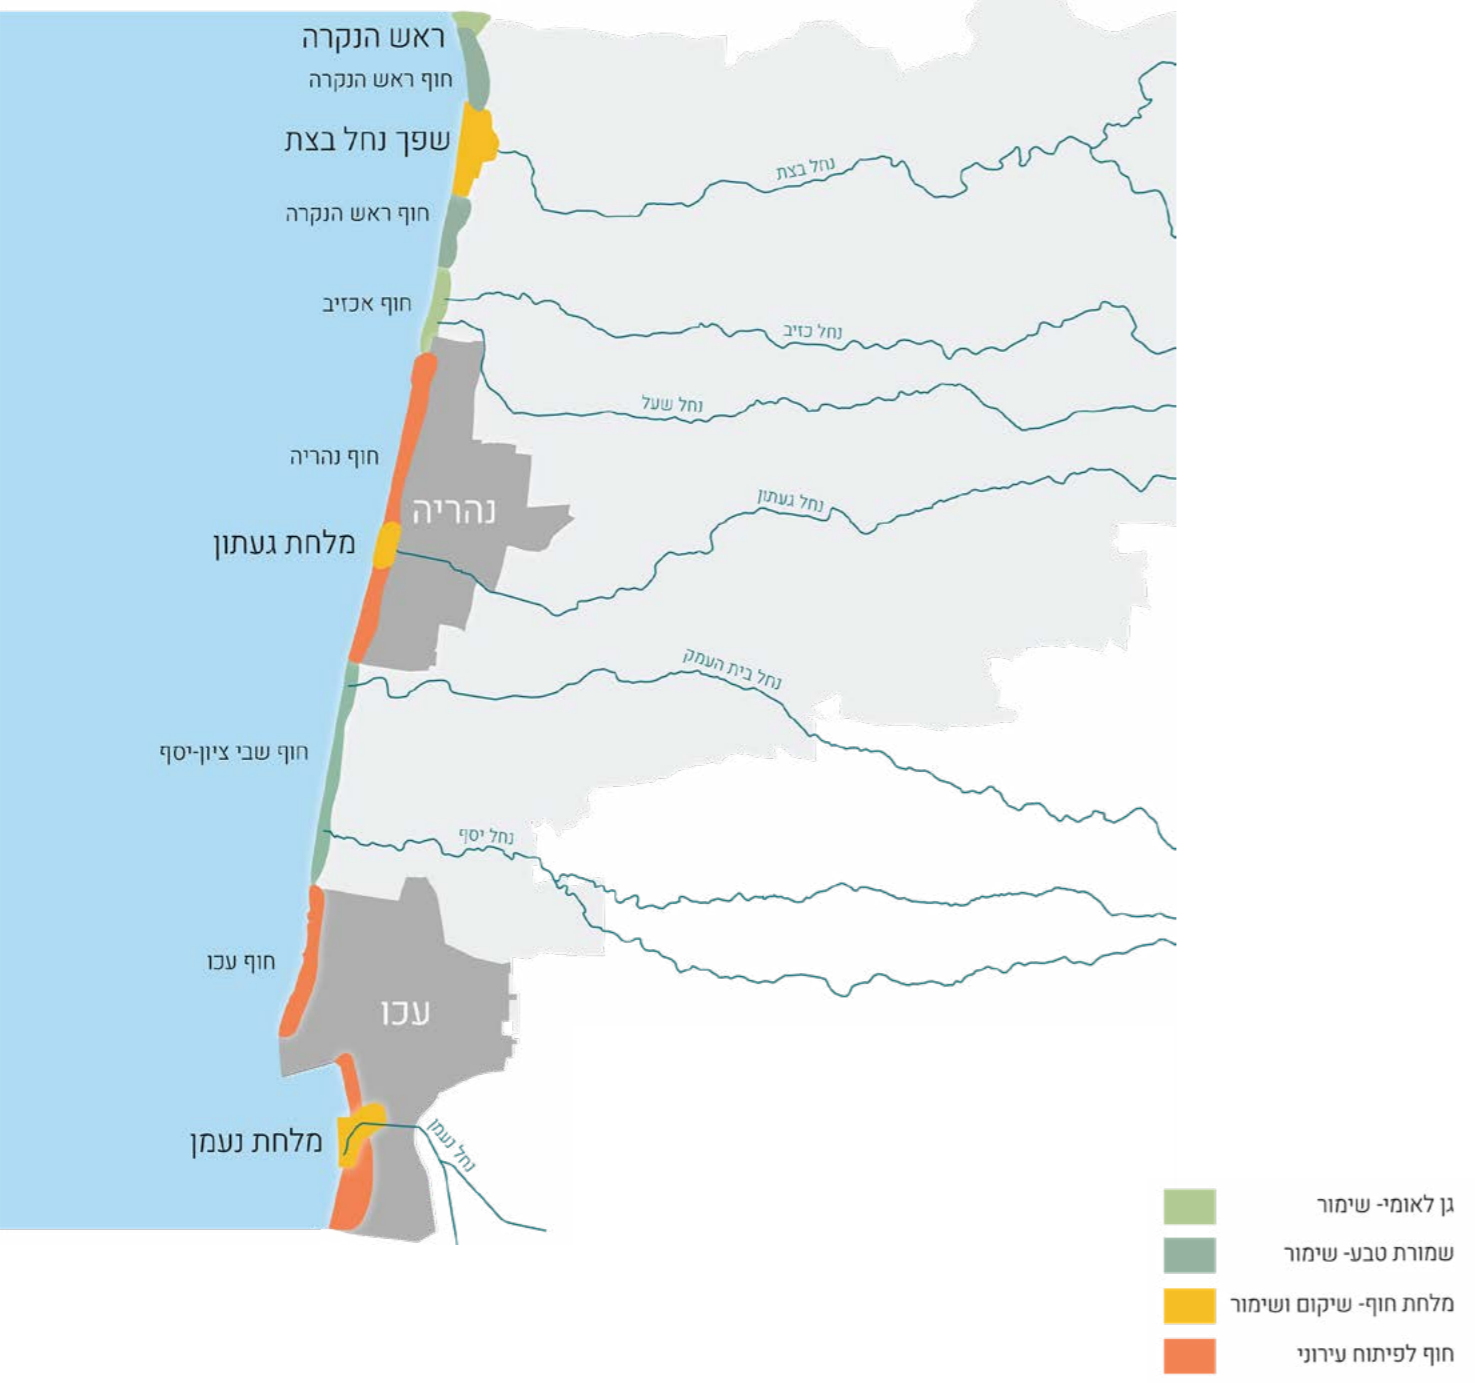 ראש הנקרה
חוף ראש הנקרה
שפך נחל בצת
נחל בצת
חוף ראש הנקרה
חוף אכזיב
נחל כזיב
נחל שעל
חוף נהריה
נהריה
נחל געתון
מלחת געתון
נחל בית העמק
חוף שבי ציון-יסף
נחל יסף
חוף עכו
עכו
מלחת נעמן
נחל נעמן
גן לאומי- שימור
שמורת טבע- שימור
מלחת חוף- שיקום ושימור
חוף לפיתוח עירוני